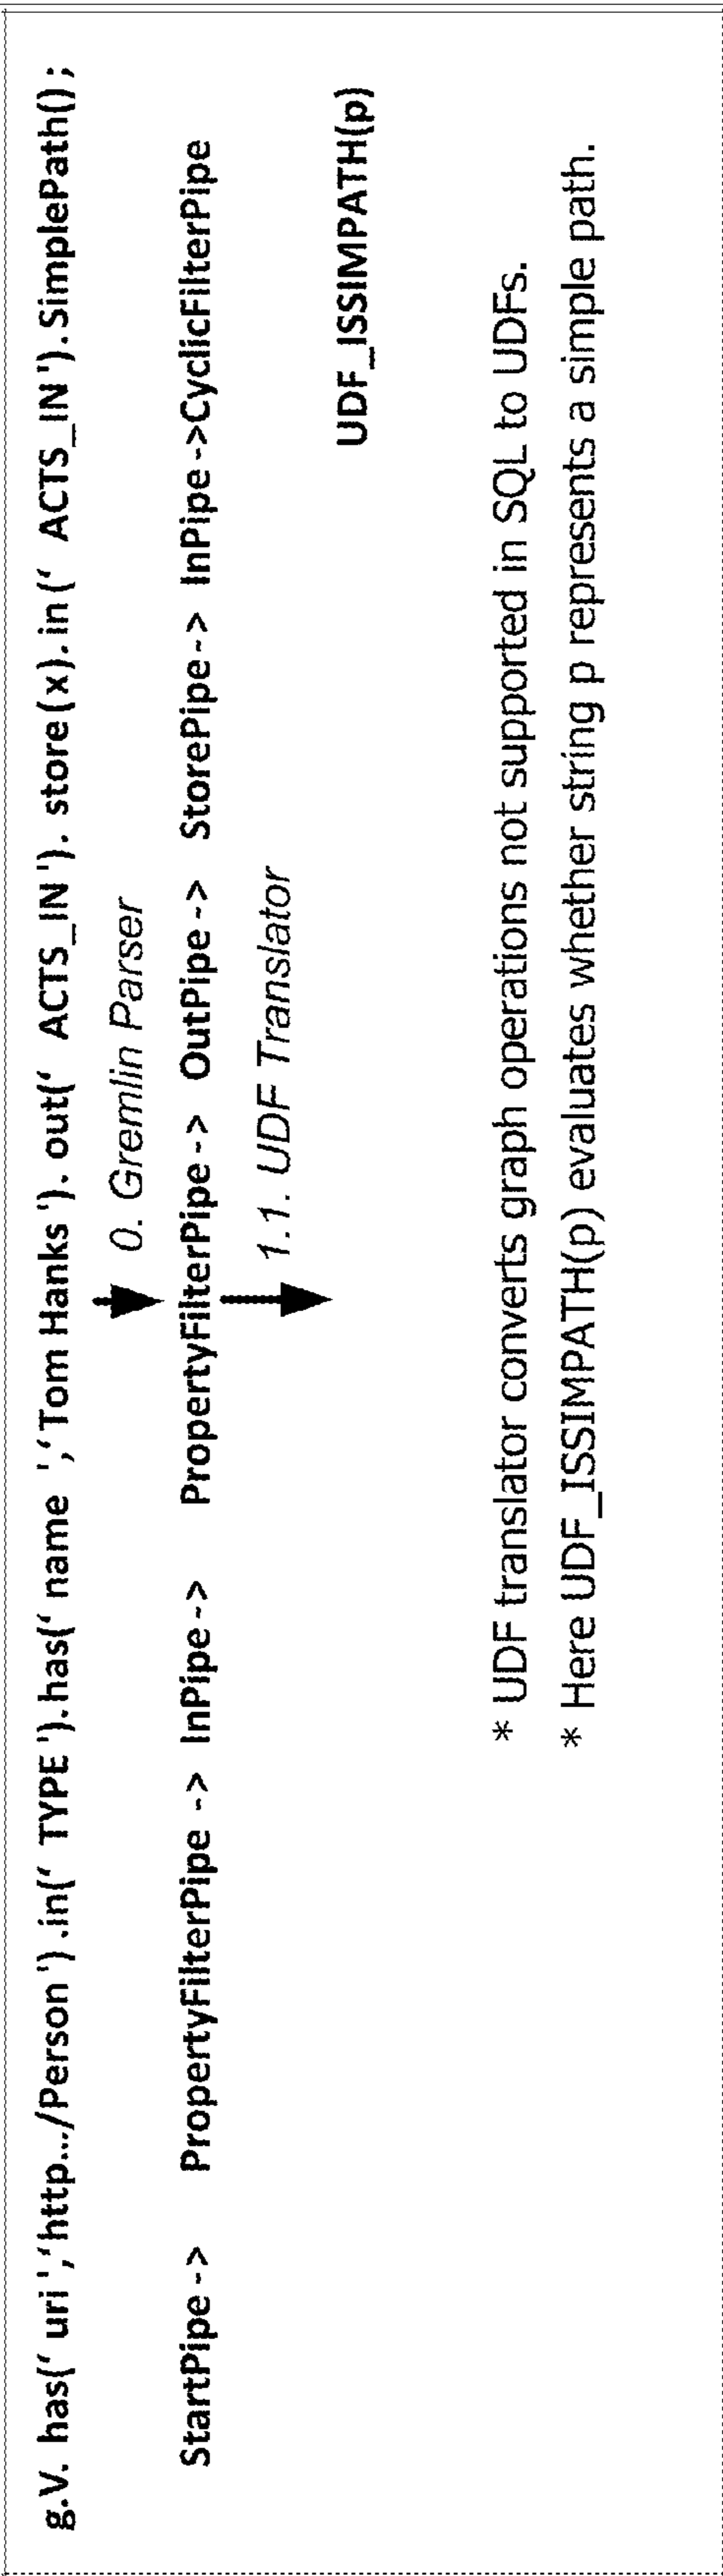 g.V. has(‘ uri ',‘http.../Person ') .in(‘ TYPE ').has(‘ name ',‘Tom Hanks '). out(‘ ACTS_IN '). store(x).in(‘ ACTS_IN ').SimplePath();
0. Gremlin Parser
StartPipe -> PropertyFilterPipe -> InPipe -> PropertyFilterPipe -> OutPipe -> StorePipe -> InPipe ->CyclicFilterPipe
1.1. UDF Translator
UDF_ISSIMPATH(p)
* UDF translator converts graph operations not supported in SQL to UDFs.
* Here UDF_ISSIMPATH(p) evaluates whether string p represents a simple path.